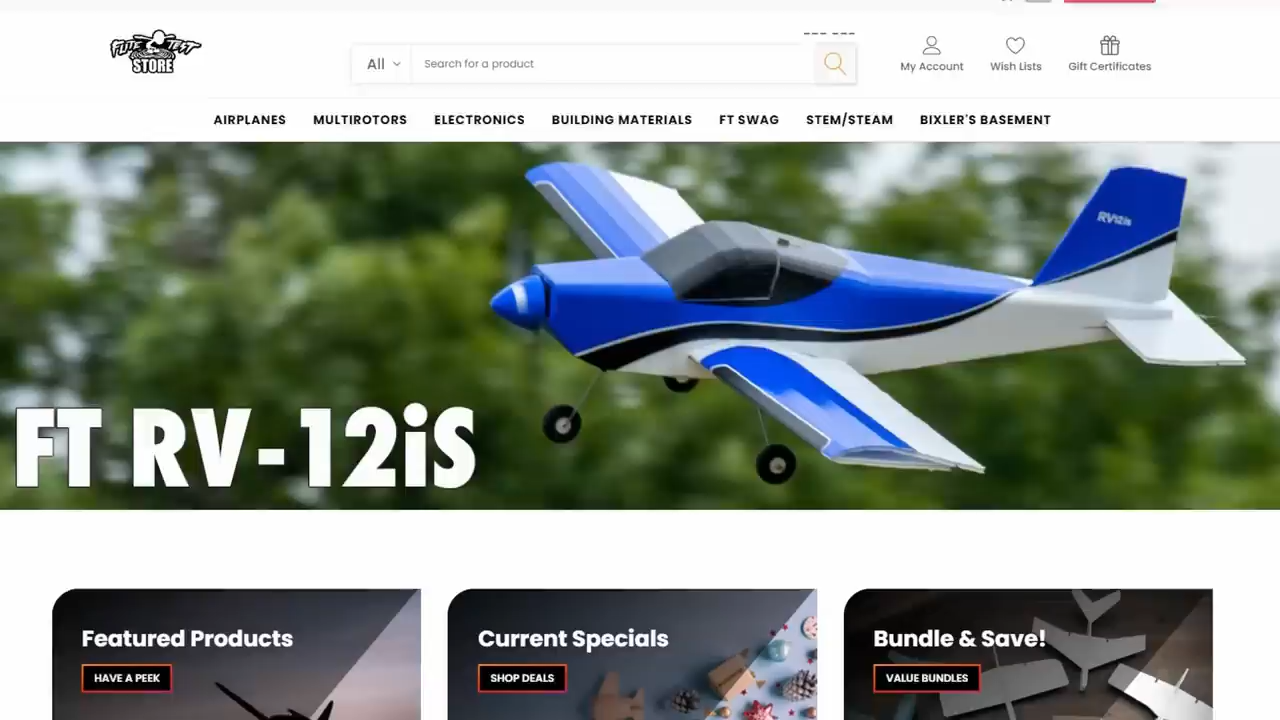 FLITE TEST
STORE
All
Search for a product
My Account
Wish Lists
Gift Certificates
AIRPLANES
MULTIROTORS
ELECTRONICS
BUILDING MATERIALS
FT SWAG
STEM/STEAM
BIXLER'S BASEMENT
RV12is
FT RV-12iS
Featured Products
HAVE A PEEK
Current Specials
SHOP DEALS
Bundle & Save!
VALUE BUNDLES